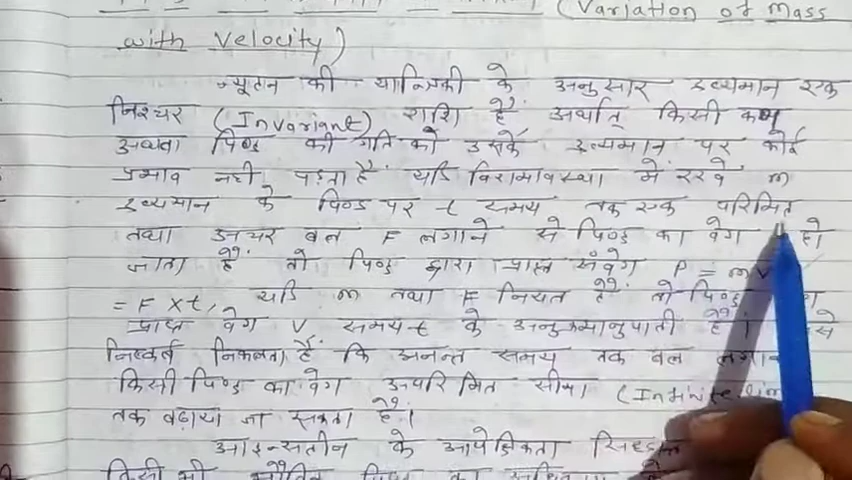 (Variation of Mass
with Velocity)
न्यूटन की यान्त्रिकी के अनुसार द्रव्यमान एक
निश्चर (Invariant) राशि है अर्थात् किसी कण
अथवा पिण्ड की गति का उसके द्रव्यमान पर कोई
प्रभाव नही पड़ता है यदि विरामावस्था में रखे m
द्रव्यमान के पिण्ड पर t समय तक एक परिमित
तथा अचर बल F लगाने से पिण्ड का वेग हो
जाता है तो पिण्ड द्वारा प्राप्त संवेग P = mv
= F x t, यदि m तथा F नियत है तो पिण्ड
प्राप्त वेग V समय t के अनुक्रमानुपाती है।
निष्कर्ष निकलता है कि अनन्त समय तक बल
किसी पिण्ड का वेग अपरिमित सीमा
तक बढ़ाया जा सकता है।
आइन्सतीन के आपेक्षिकता
किसी भी भौतिक